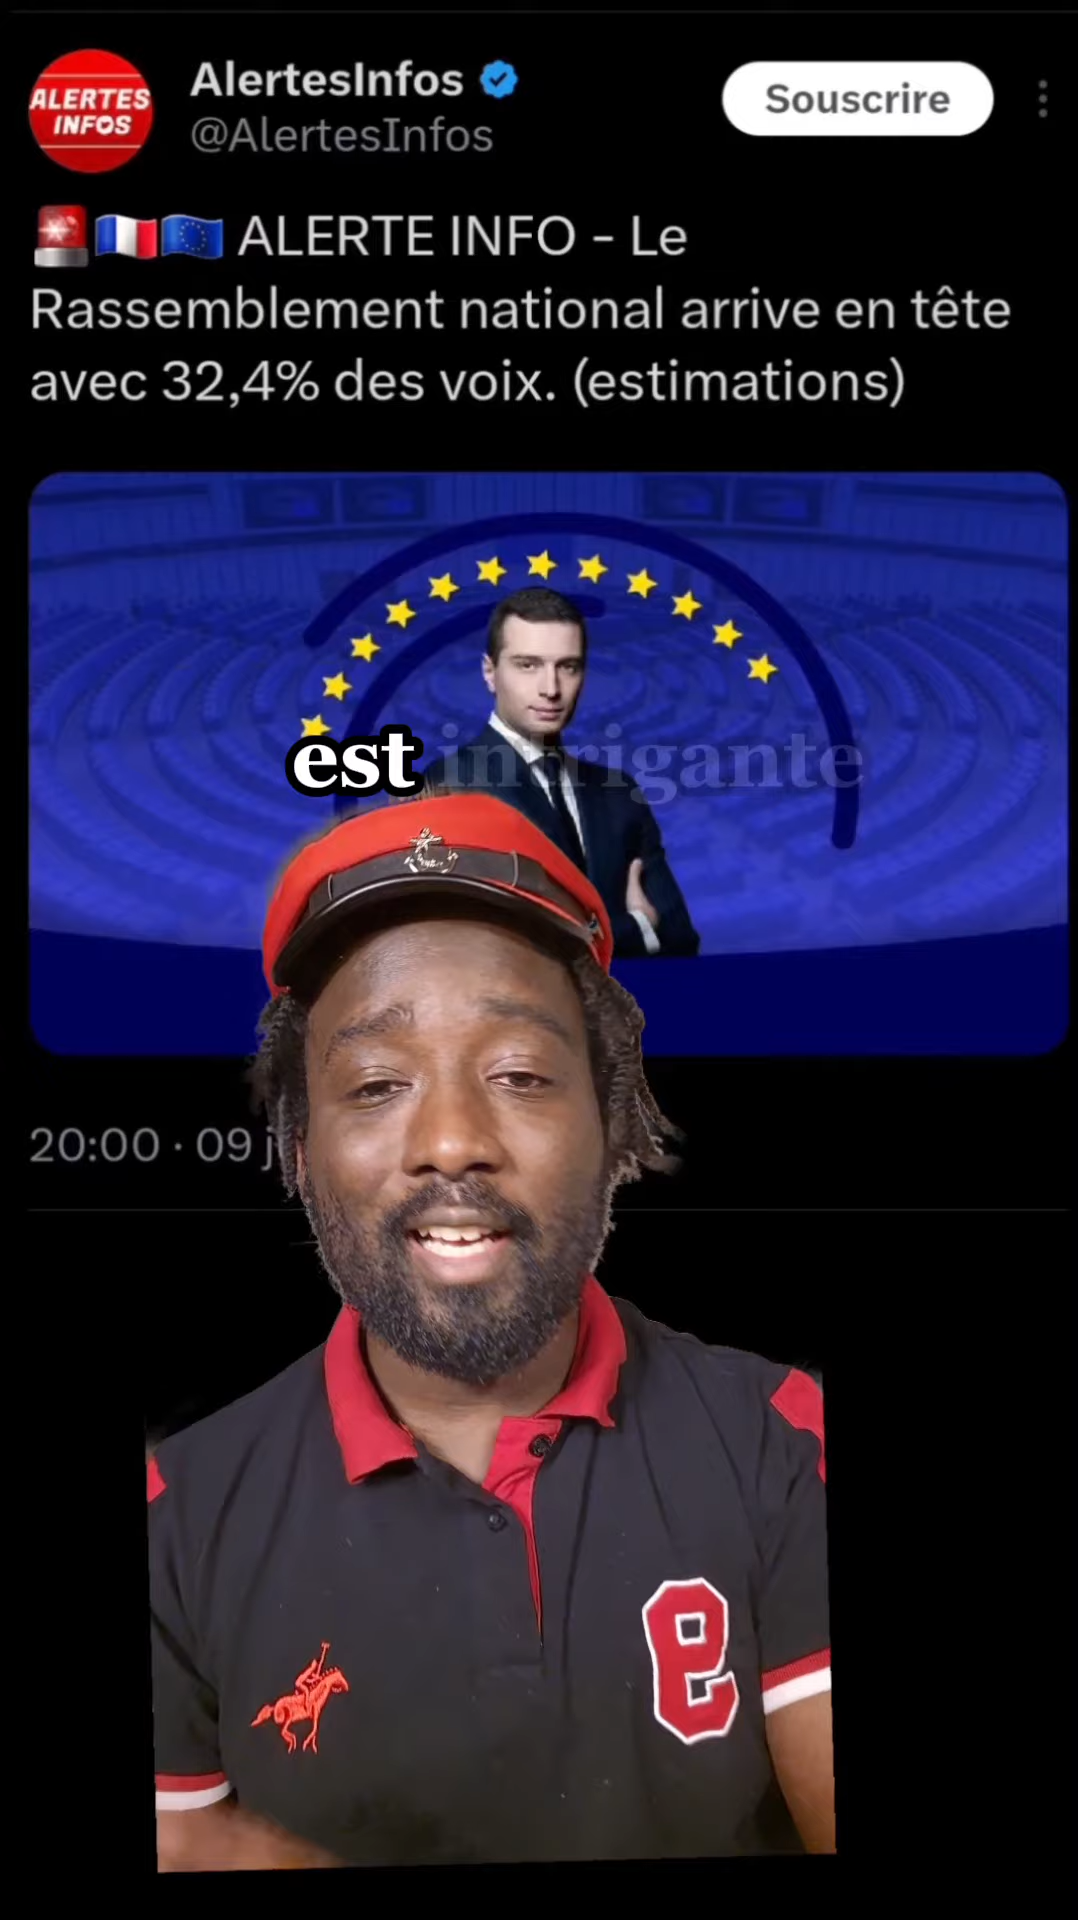 AlertesInfos
@AlertesInfos
Souscrire
ALERTES
INFOS
ALERTE INFO - Le
Rassemblement national arrive en tête
avec 32,4% des voix. (estimations)
est intrigante
20:00 · 09 j
9